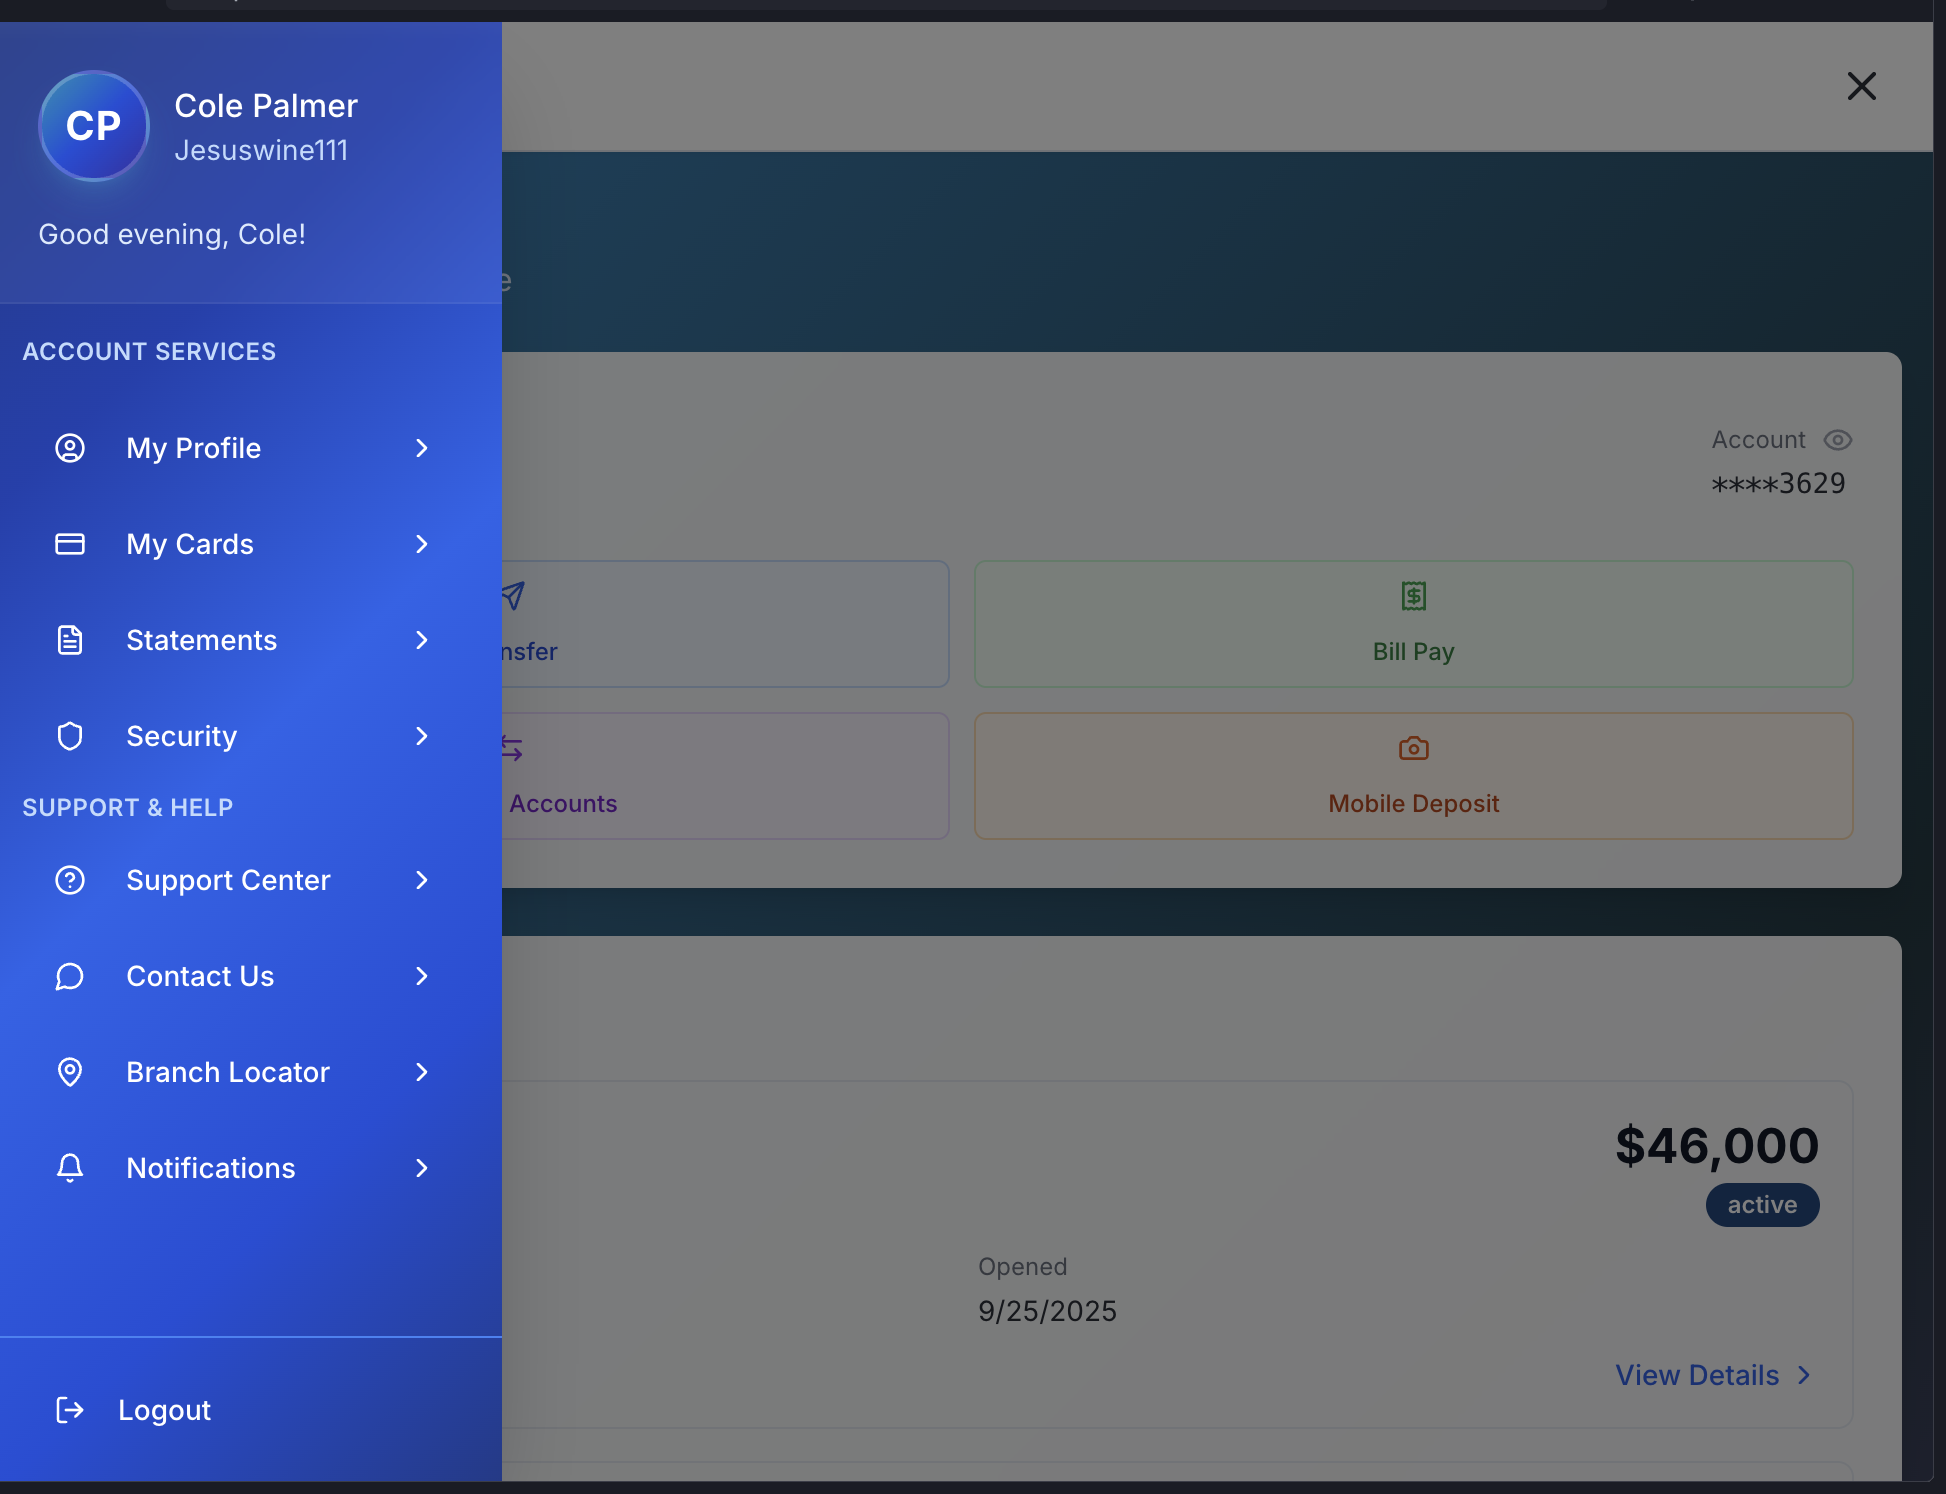 CP
Cole Palmer
Jesuswine111
Good evening, Cole!
ACCOUNT SERVICES
My Profile
My Cards
Statements
Security
SUPPORT & HELP
Support Center
Contact Us
Branch Locator
Notifications
Logout
Account
****3629
nsfer
Bill Pay
Accounts
Mobile Deposit
$46,000
active
Opened
9/25/2025
View Details